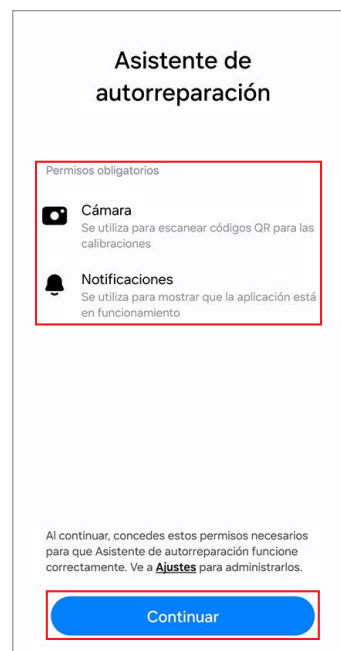 Asistente de
autorreparación
Permisos obligatorios
Cámara
Se utiliza para escanear códigos QR para las
calibraciones
Notificaciones
Se utiliza para mostrar que la aplicación está
en funcionamiento
Al continuar, concedes estos permisos necesarios
para que Asistente de autorreparación funcione
correctamente. Ve a Ajustes para administrarlos.
Continuar